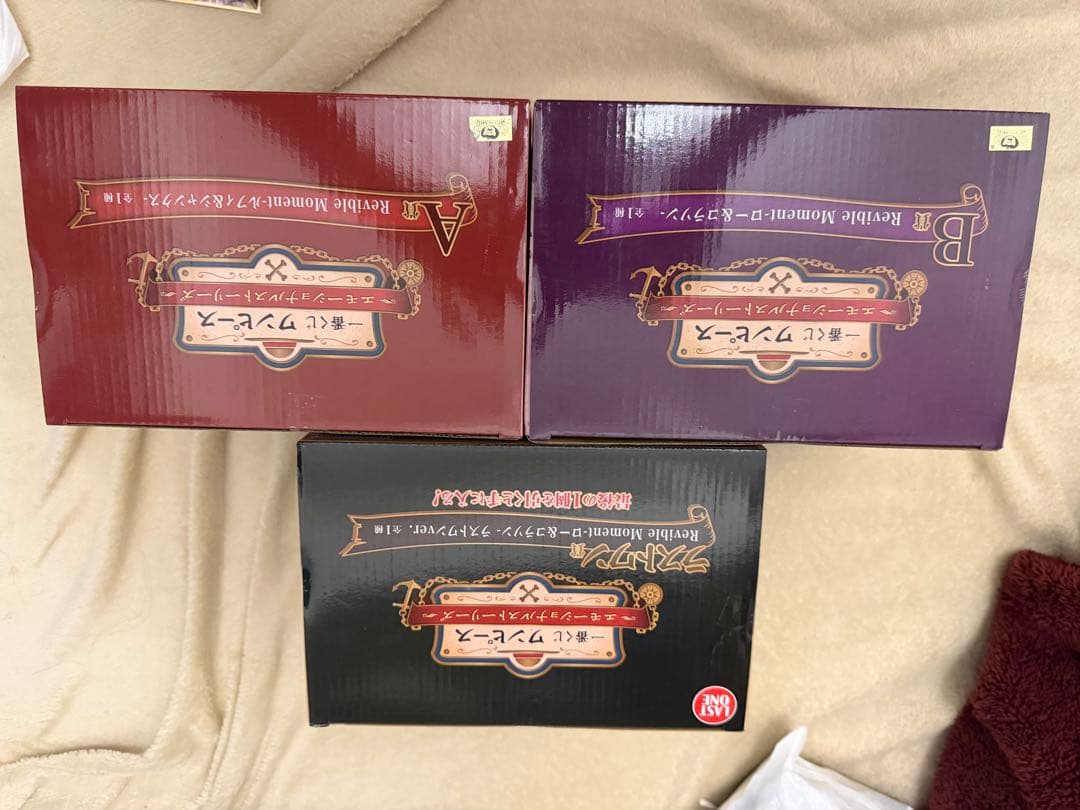 一番くじ ワンピース
エモーショナルストーリーズ
A賞
Revible Moment-ルフィ&シャンクス- 全1種
一番くじ ワンピース
エモーショナルストーリーズ
B賞
Revible Moment-ロー&コラソン- 全1種
一番くじ ワンピース
エモーショナルストーリーズ
ラストワン賞
Revible Moment-ロー&コラソン- ラストワンver. 全1種
最後の1個を引くと手に入る!
LAST
ONE